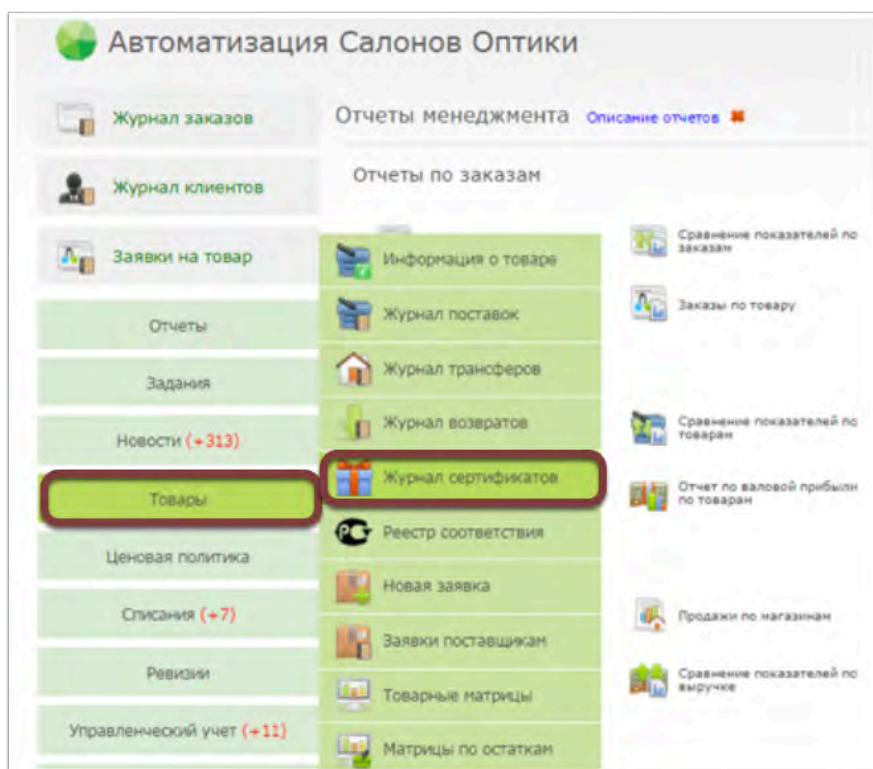 Автоматизация Салонов Оптики
Журнал заказов
Журнал клиентов
Заявки на товар
Отчеты
Задания
Новости (+313)
Товары
Ценовая политика
Списания (+7)
Ревизии
Управленческий учет (+11)
Отчеты менеджмента Описание отчетов
Отчеты по заказам
Информация о товаре
Журнал поставок
Журнал трансферов
Журнал возвратов
Журнал сертификатов
Реестр соответствия
Новая заявка
Заявки поставщикам
Товарные матрицы
Матрицы по остаткам
Сравнение показателей по
заказам
Заказы по товару
Сравнение показателей по
товарам
Отчет по валовой прибыли
по товарам
Продажи по магазинам
Сравнение показателей по
выручке